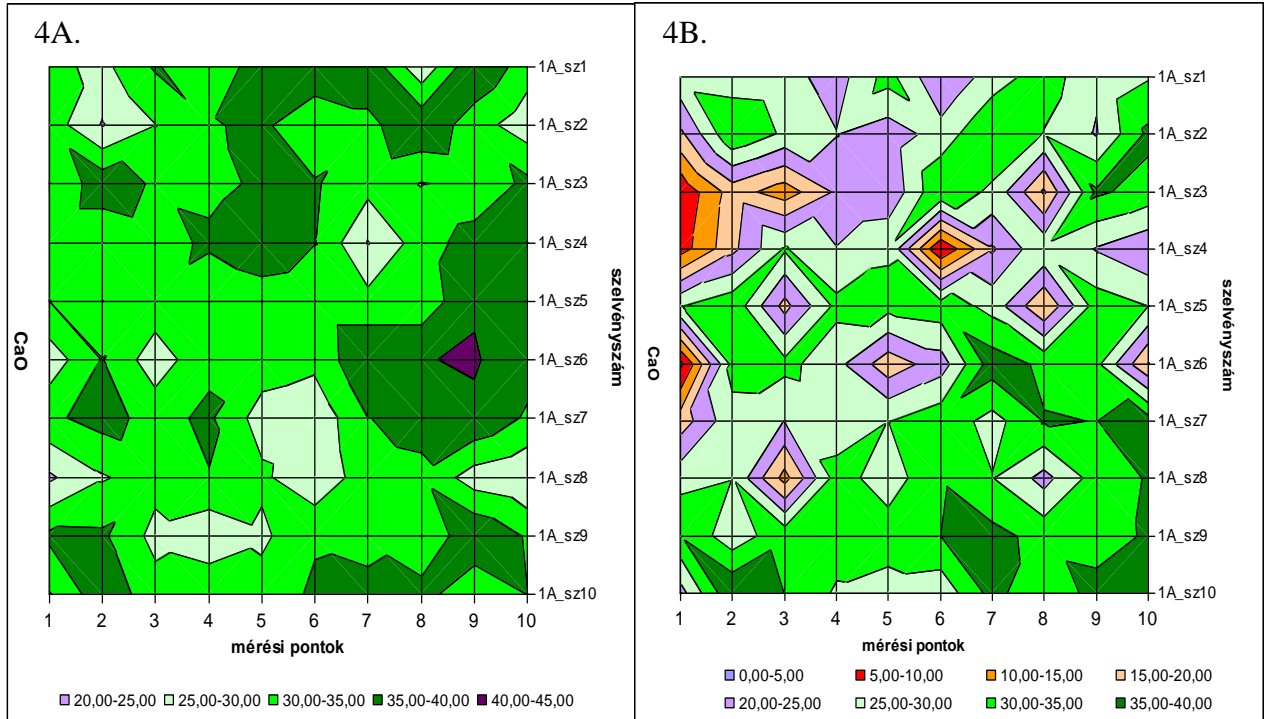 4A.
1A_sz1
1A_sz2
1A_sz3
1A_sz4
1A_sz5
1A_sz6
1A_sz7
1A_sz8
1A_sz9
1A_sz10
CaO
szelvényszám
1 2 3 4 5 6 7 8 9 10
mérési pontok
20,00-25,00 25,00-30,00 30,00-35,00 35,00-40,00 40,00-45,00
4B.
1A_sz1
1A_sz2
1A_sz3
1A_sz4
1A_sz5
1A_sz6
1A_sz7
1A_sz8
1A_sz9
1A_sz10
CaO
szelvényszám
1 2 3 4 5 6 7 8 9 10
mérési pontok
0,00-5,00 5,00-10,00 10,00-15,00 15,00-20,00
20,00-25,00 25,00-30,00 30,00-35,00 35,00-40,00